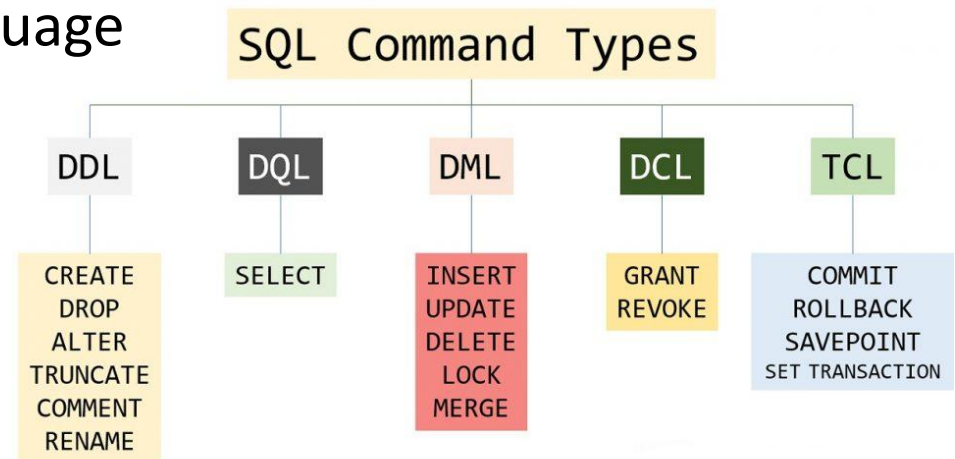 uage
SQL Command Types
DDL
DQL
DML
DCL
TCL
CREATE
DROP
ALTER
TRUNCATE
COMMENT
RENAME
SELECT
INSERT
UPDATE
DELETE
LOCK
MERGE
GRANT
REVOKE
COMMIT
ROLLBACK
SAVEPOINT
SET TRANSACTION